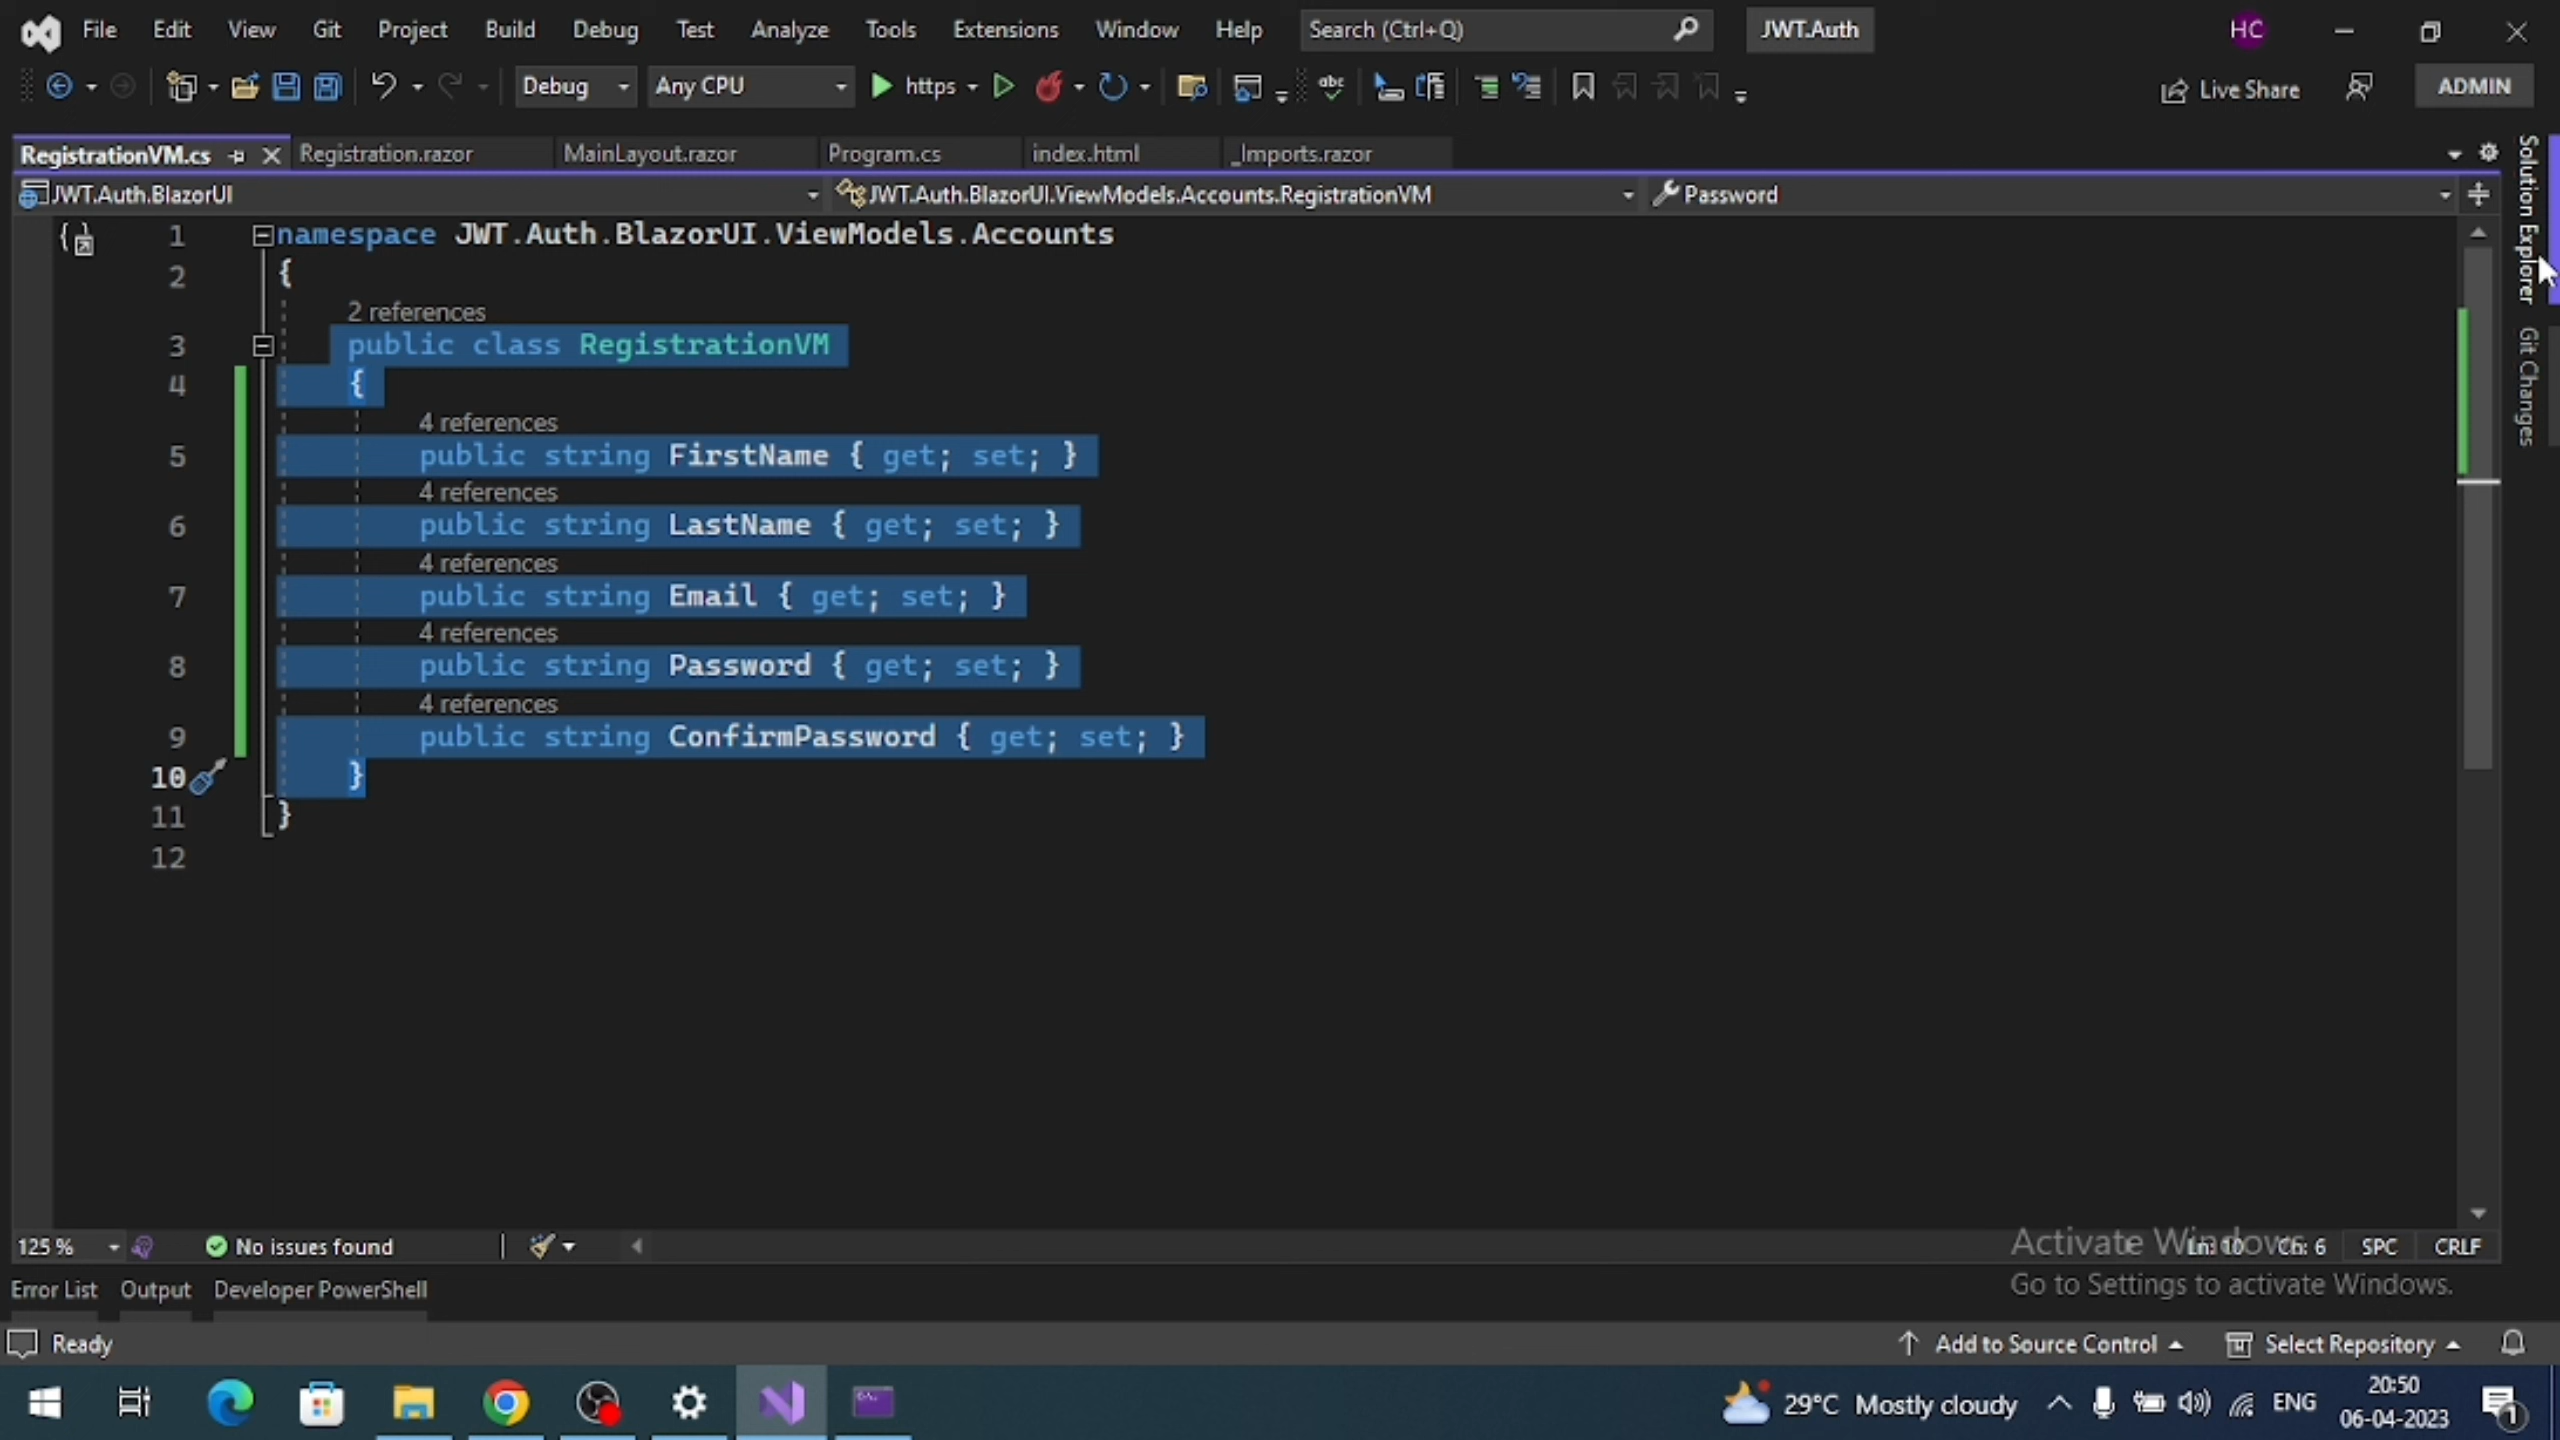 File Edit View Git Project Build Debug Test Analyze Tools Extensions Window Help Search (Ctrl+Q) JWT.Auth HC
Debug Any CPU https Live Share ADMIN
RegistrationVM.cs Registration.razor MainLayout.razor Program.cs index.html _Imports.razor
JWT.Auth.BlazorUI JWT.Auth.BlazorUI.ViewModels.Accounts.RegistrationVM Password
Solution Explorer
Git Changes
1 namespace JWT.Auth.BlazorUI.ViewModels.Accounts
2 {
2 references
3 public class RegistrationVM
4 {
4 references
5 public string FirstName { get; set; }
4 references
6 public string LastName { get; set; }
4 references
7 public string Email { get; set; }
4 references
8 public string Password { get; set; }
4 references
9 public string ConfirmPassword { get; set; }
10 }
11 }
12
125 % No issues found Ln: 10 Ch: 6 SPC CRLF
Activate Windows
Go to Settings to activate Windows.
Error List Output Developer PowerShell
Ready Add to Source Control Select Repository
29°C Mostly cloudy ENG 20:50
06-04-2023 1